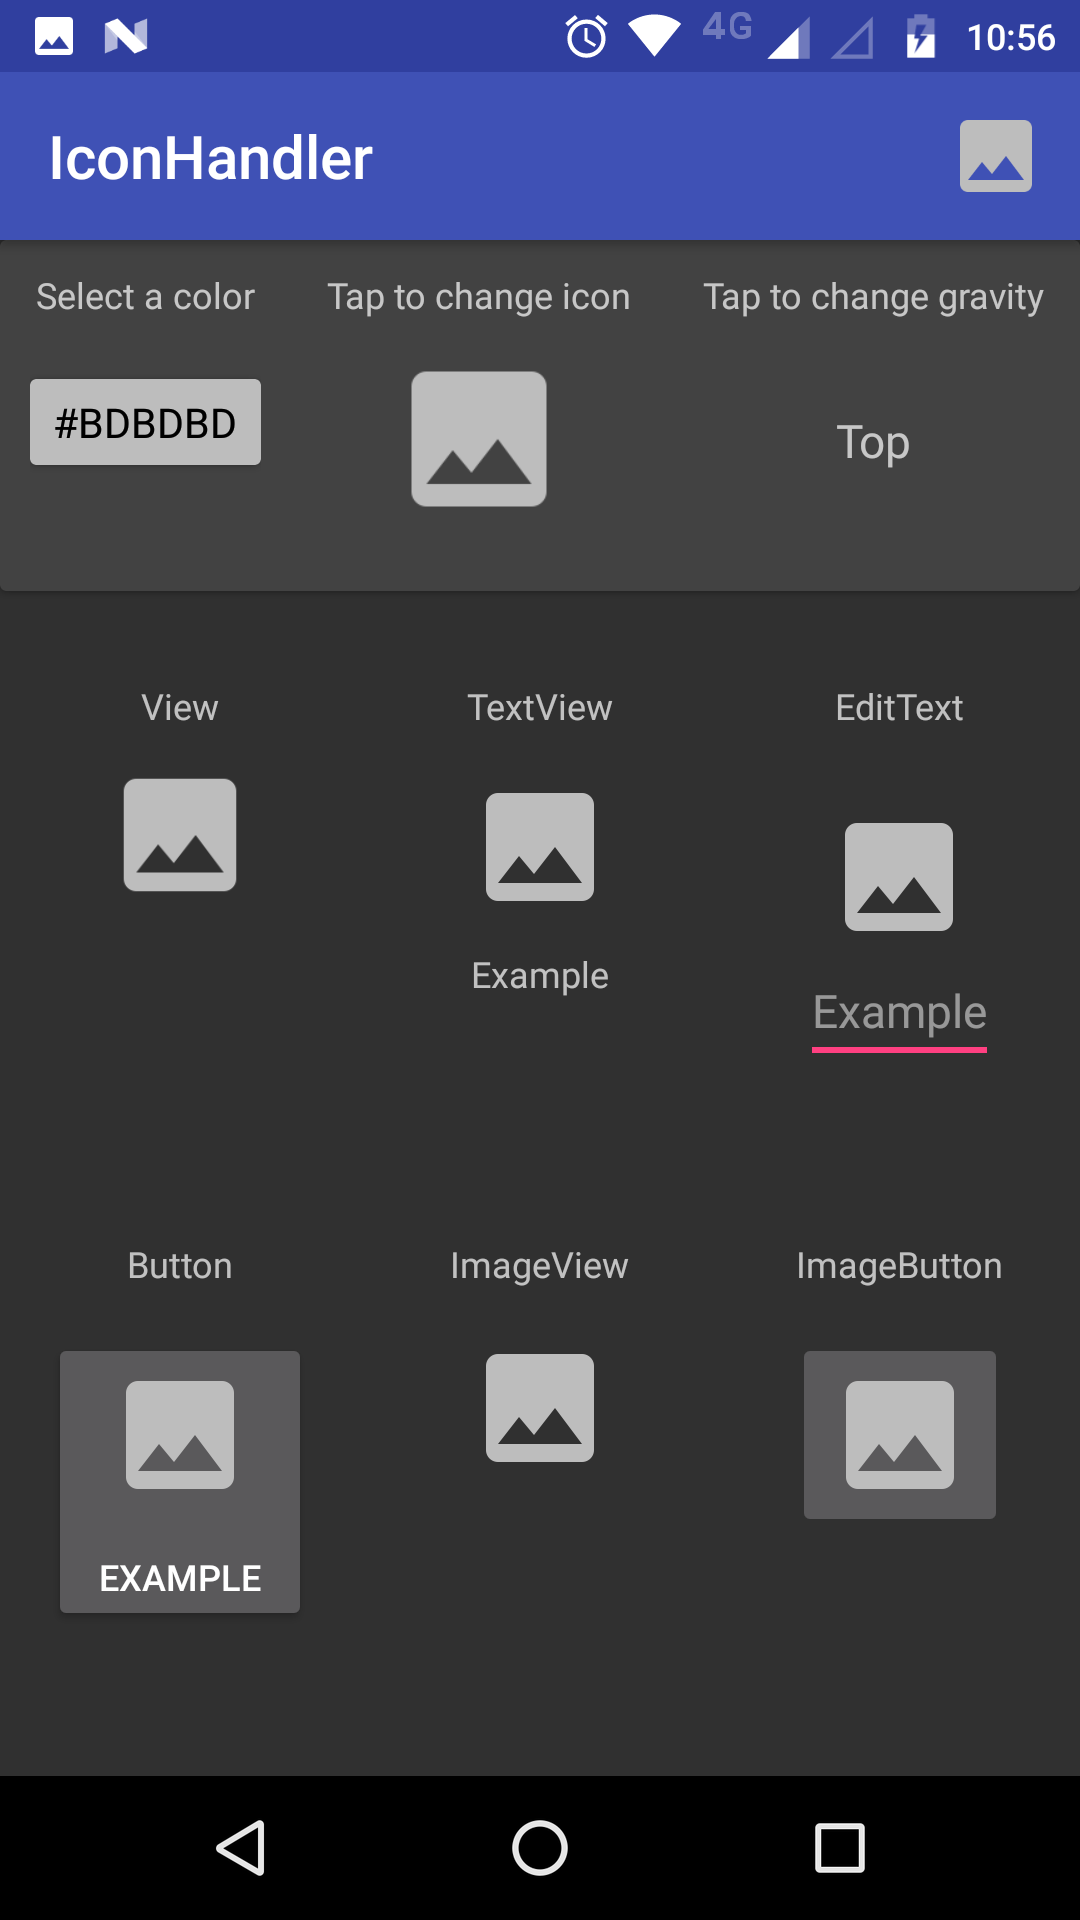 4G 10:56
IconHandler
Select a color Tap to change icon Tap to change gravity
#BDBDBD Top
View TextView EditText
Example
Example
Button ImageView ImageButton
EXAMPLE